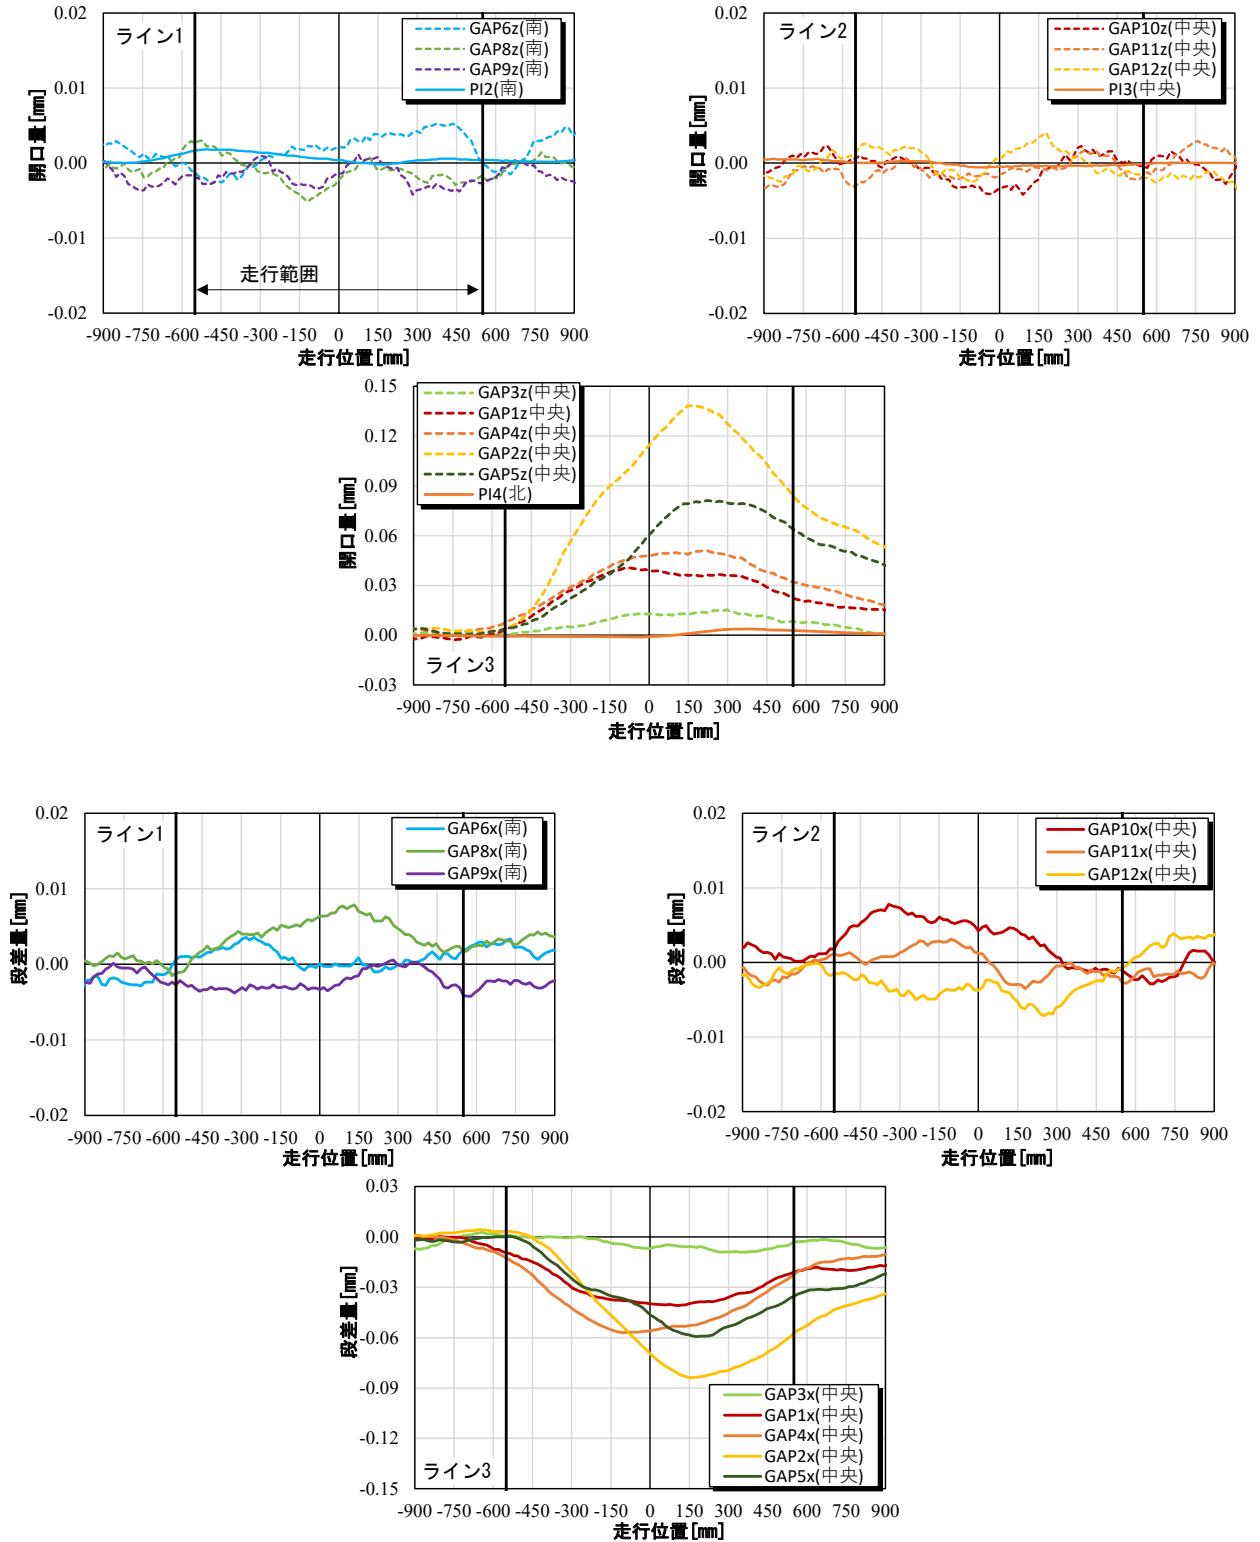 ライン1
GAP6z(南)
GAP8z(南)
GAP9z(南)
PI2(南)
走行範囲
開口量[mm]
0.02
0.01
0.00
-0.01
-0.02
-900 -750 -600 -450 -300 -150 0 150 300 450 600 750 900
走行位置[mm]
ライン2
GAP10z(中央)
GAP11z(中央)
GAP12z(中央)
PI3(中央)
開口量[mm]
0.02
0.01
0.00
-0.01
-0.02
-900 -750 -600 -450 -300 -150 0 150 300 450 600 750 900
走行位置[mm]
GAP3z(中央)
GAP1z中央)
GAP4z(中央)
GAP2z(中央)
GAP5z(中央)
PI4(北)
ライン3
開口量[mm]
0.15
0.12
0.09
0.06
0.03
0.00
-0.03
-900 -750 -600 -450 -300 -150 0 150 300 450 600 750 900
走行位置[mm]
ライン1
GAP6x(南)
GAP8x(南)
GAP9x(南)
段差量[mm]
0.02
0.01
0.00
-0.01
-0.02
-900 -750 -600 -450 -300 -150 0 150 300 450 600 750 900
走行位置[mm]
ライン2
GAP10x(中央)
GAP11x(中央)
GAP12x(中央)
段差量[mm]
0.02
0.01
0.00
-0.01
-0.02
-900 -750 -600 -450 -300 -150 0 150 300 450 600 750 900
走行位置[mm]
段差量[mm]
0.03
0.00
-0.03
-0.06
-0.09
-0.12
-0.15
GAP3x(中央)
GAP1x(中央)
GAP4x(中央)
GAP2x(中央)
GAP5x(中央)
ライン3
-900 -750 -600 -450 -300 -150 0 150 300 450 600 750 900
走行位置[mm]